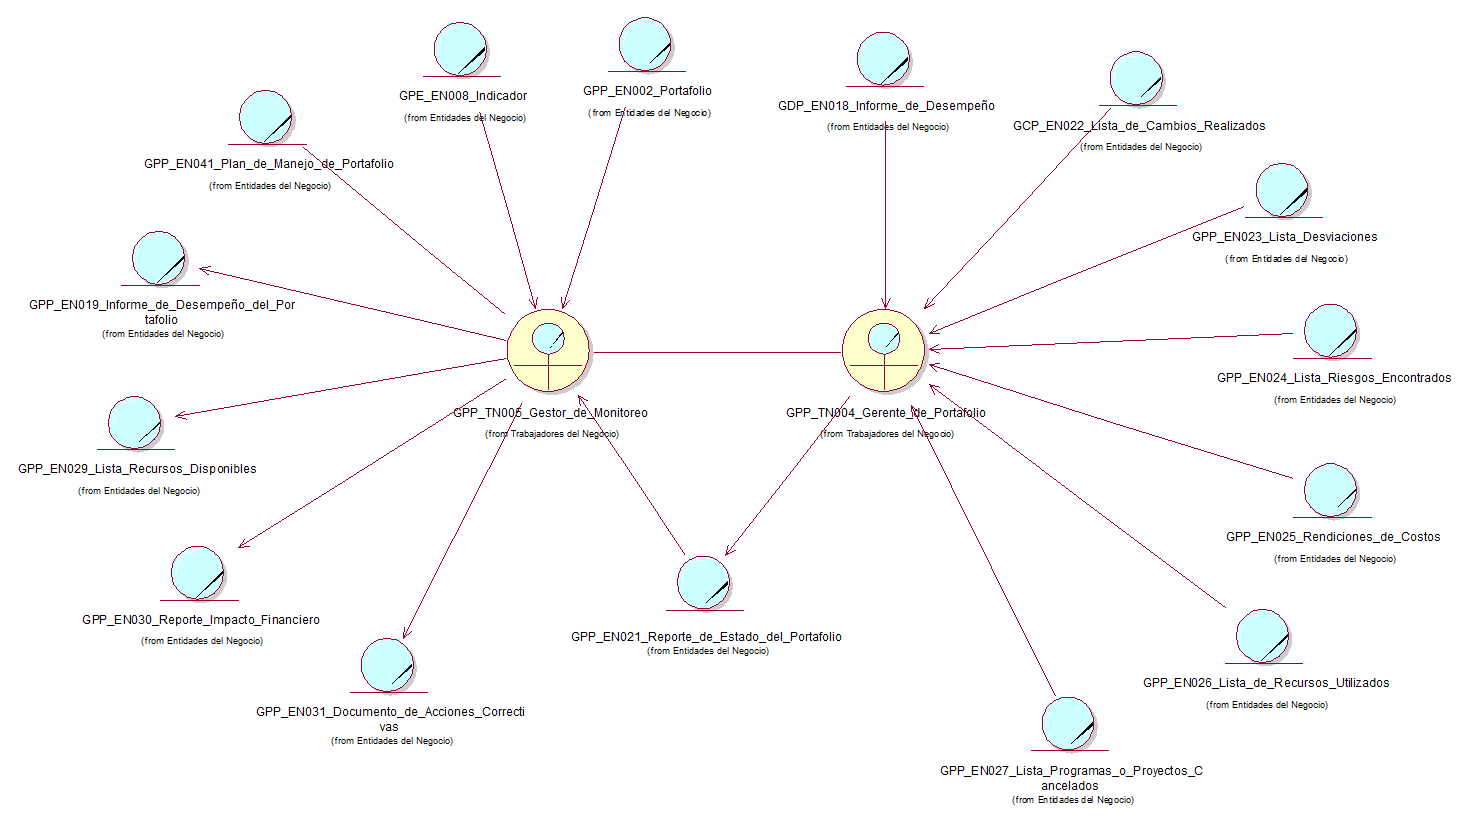 GPE_EN008_Indicador
(from Entidades del Negocio)
GPP_EN002_Portafolio
(from Entidades del Negocio)
GDP_EN018_Informe_de_Desempeño
(from Entidades del Negocio)
GCP_EN022_Lista_de_Cambios_Realizados
(from Entidades del Negocio)
GPP_EN041_Plan_de_Manejo_de_Portafolio
(from Entidades del Negocio)
GPP_EN023_Lista_Desviaciones
(from Entidades del Negocio)
GPP_EN019_Informe_de_Desempeño_del_Por
tafolio
(from Entidades del Negocio)
GPP_EN024_Lista_Riesgos_Encontrados
(from Entidades del Negocio)
GPP_TN005_Gestor_de_Monitoreo
(from Trabajadores del Negocio)
GPP_TN004_Gerente_de_Portafolio
(from Trabajadores del Negocio)
GPP_EN029_Lista_Recursos_Disponibles
(from Entidades del Negocio)
GPP_EN025_Rendiciones_de_Costos
(from Entidades del Negocio)
GPP_EN030_Reporte_Impacto_Financiero
(from Entidades del Negocio)
GPP_EN021_Reporte_de_Estado_del_Portafolio
(from Entidades del Negocio)
GPP_EN026_Lista_de_Recursos_Utilizados
(from Entidades del Negocio)
GPP_EN031_Documento_de_Acciones_Correcti
vas
(from Entidades del Negocio)
GPP_EN027_Lista_Programas_o_Proyectos_C
ancelados
(from Entidades del Negocio)